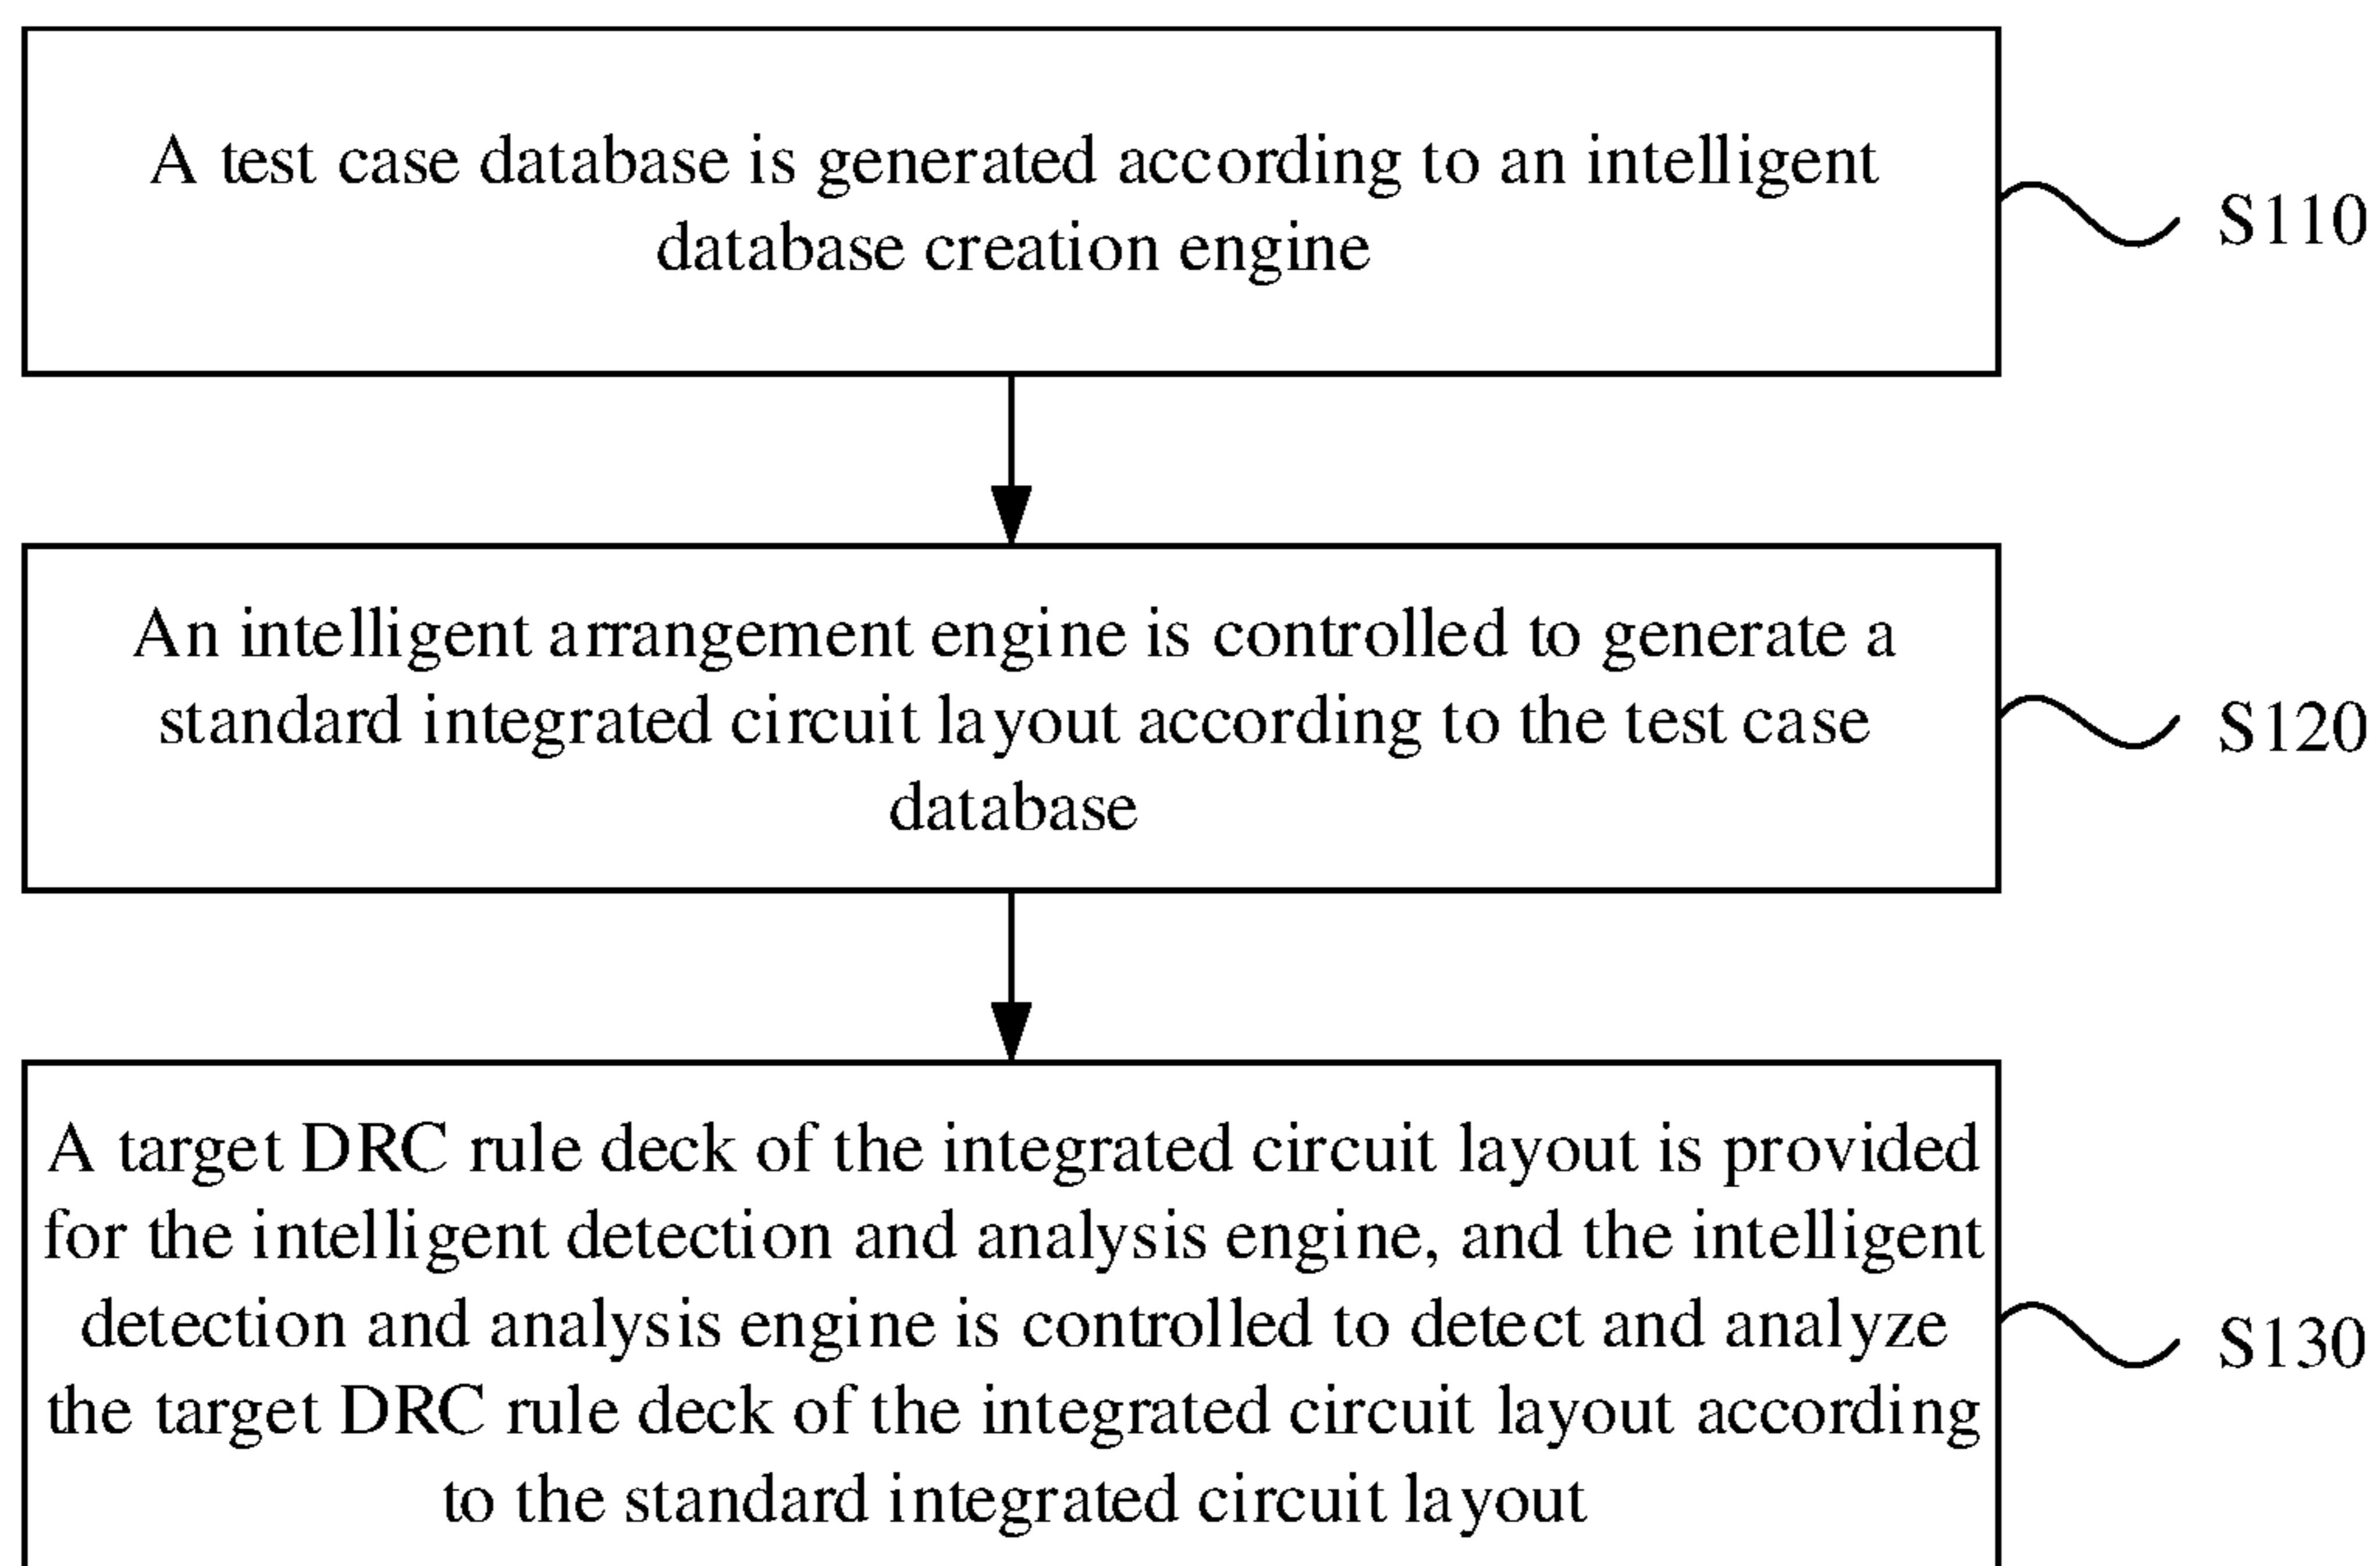 A test case database is generated according to an intelligent
database creation engine
S110
An intelligent arrangement engine is controlled to generate a
standard integrated circuit layout according to the test case
database
S120
A target DRC rule deck of the integrated circuit layout is provided
for the intelligent detection and analysis engine, and the intelligent
detection and analysis engine is controlled to detect and analyze
the target DRC rule deck of the integrated circuit layout according
to the standard integrated circuit layout
S130